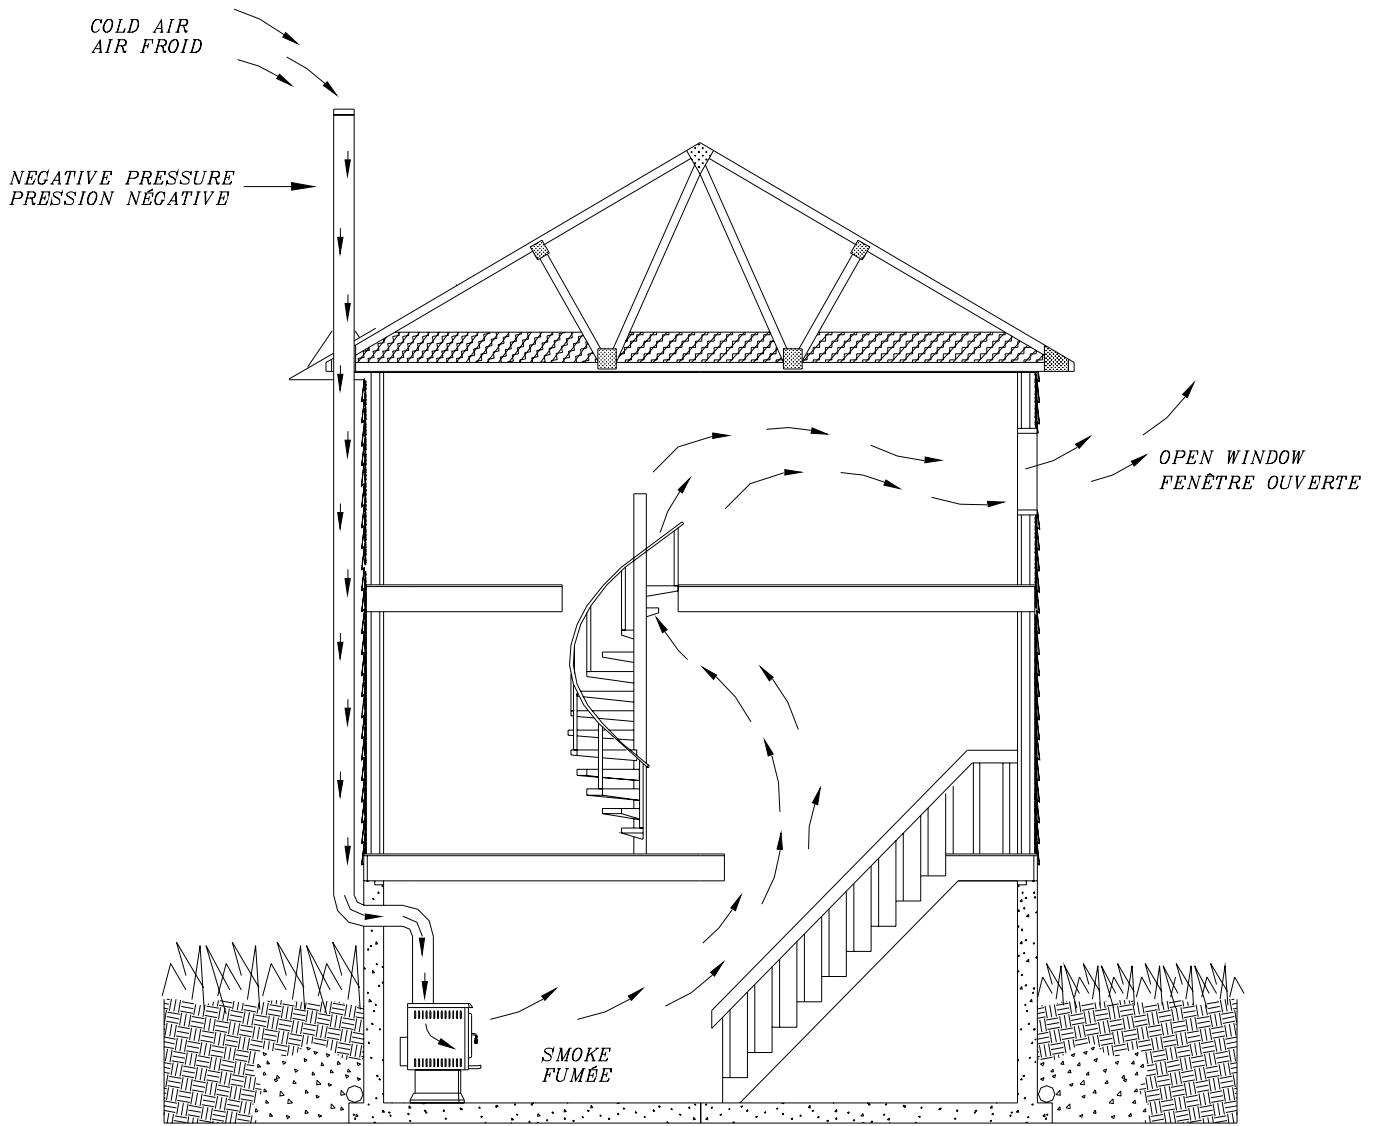 COLD AIR
AIR FROID
NEGATIVE PRESSURE
PRESSION NÉGATIVE
OPEN WINDOW
FENÊTRE OUVERTE
SMOKE
FUMÉE